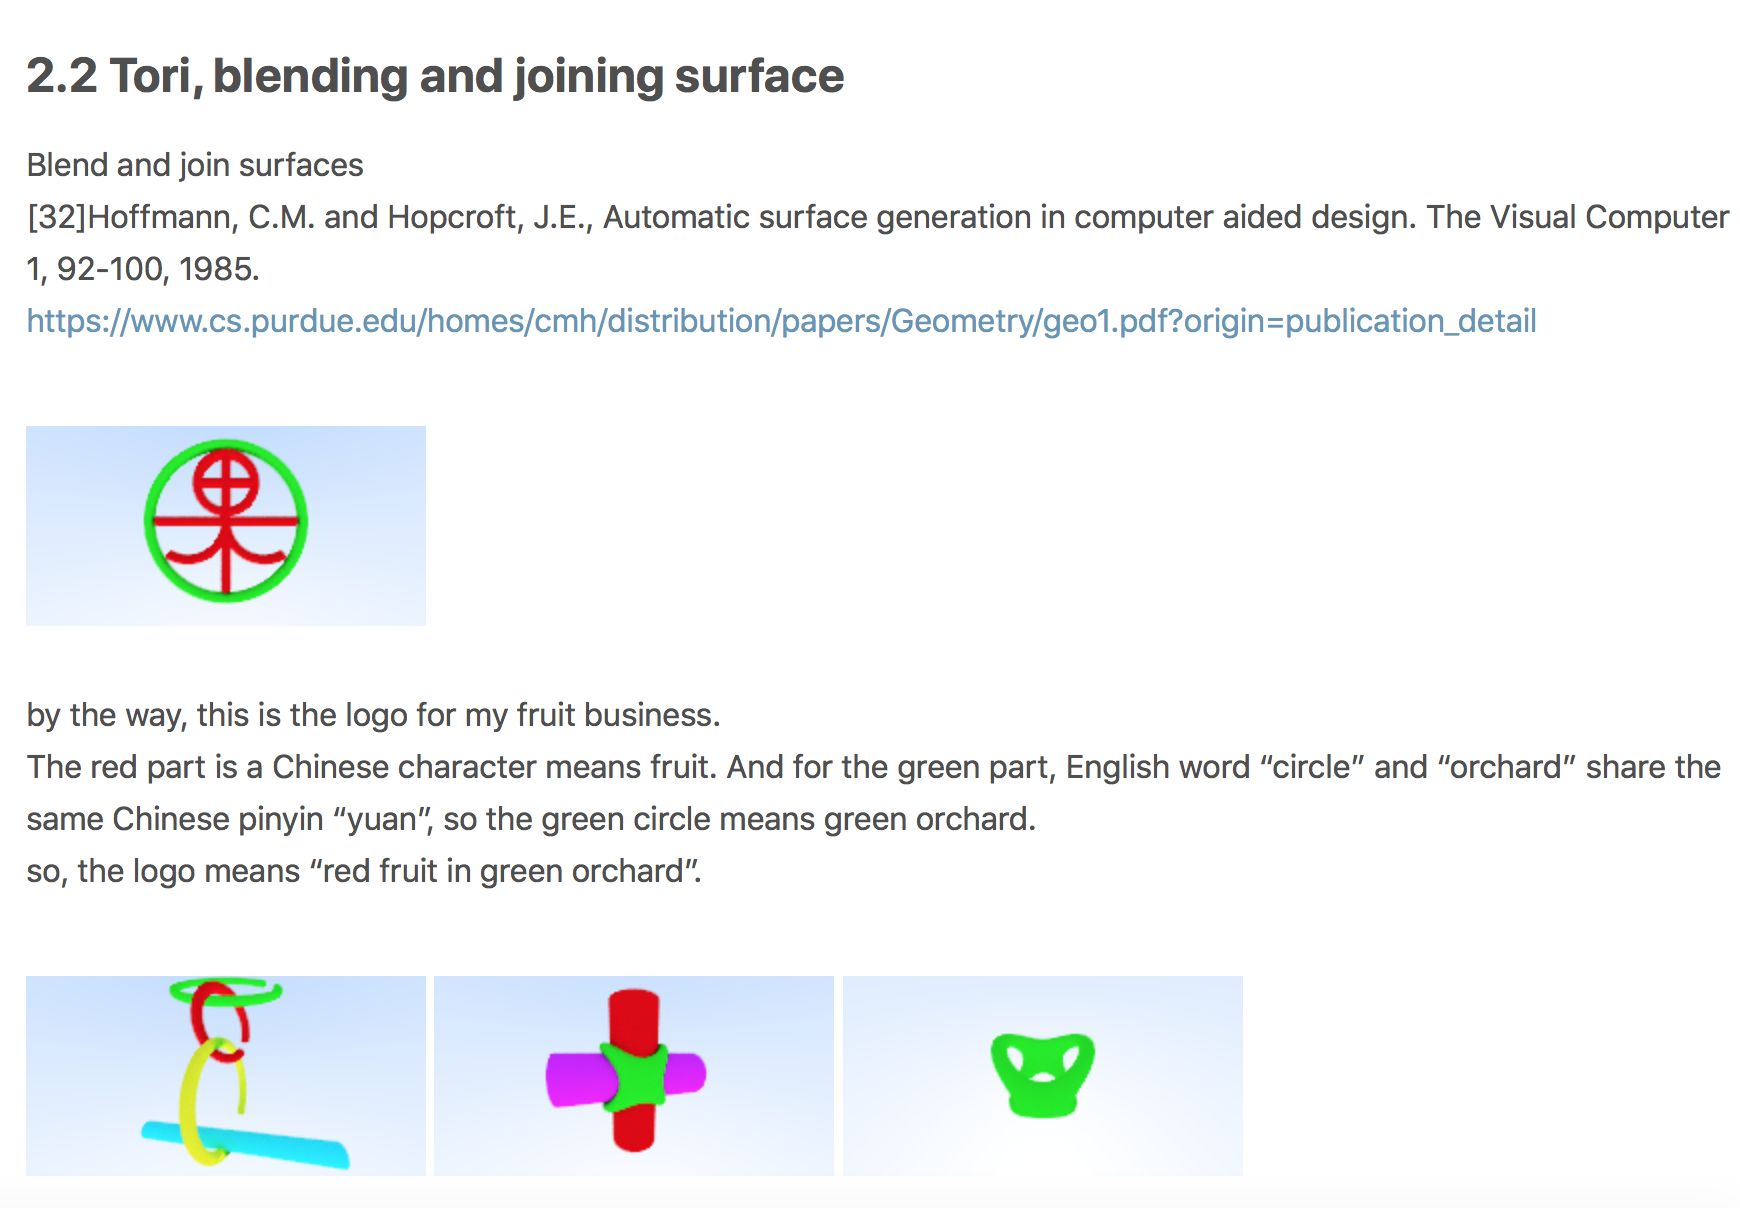 2.2 Tori, blending and joining surface
Blend and join surfaces
[32]Hoffmann, C.M. and Hopcroft, J.E., Automatic surface generation in computer aided design. The Visual Computer
1, 92-100, 1985.
https://www.cs.purdue.edu/homes/cmh/distribution/papers/Geometry/geo1.pdf?origin=publication_detail
果
by the way, this is the logo for my fruit business.
The red part is a Chinese character means fruit. And for the green part, English word “circle” and “orchard” share the
same Chinese pinyin “yuan”, so the green circle means green orchard.
so, the logo means “red fruit in green orchard”.